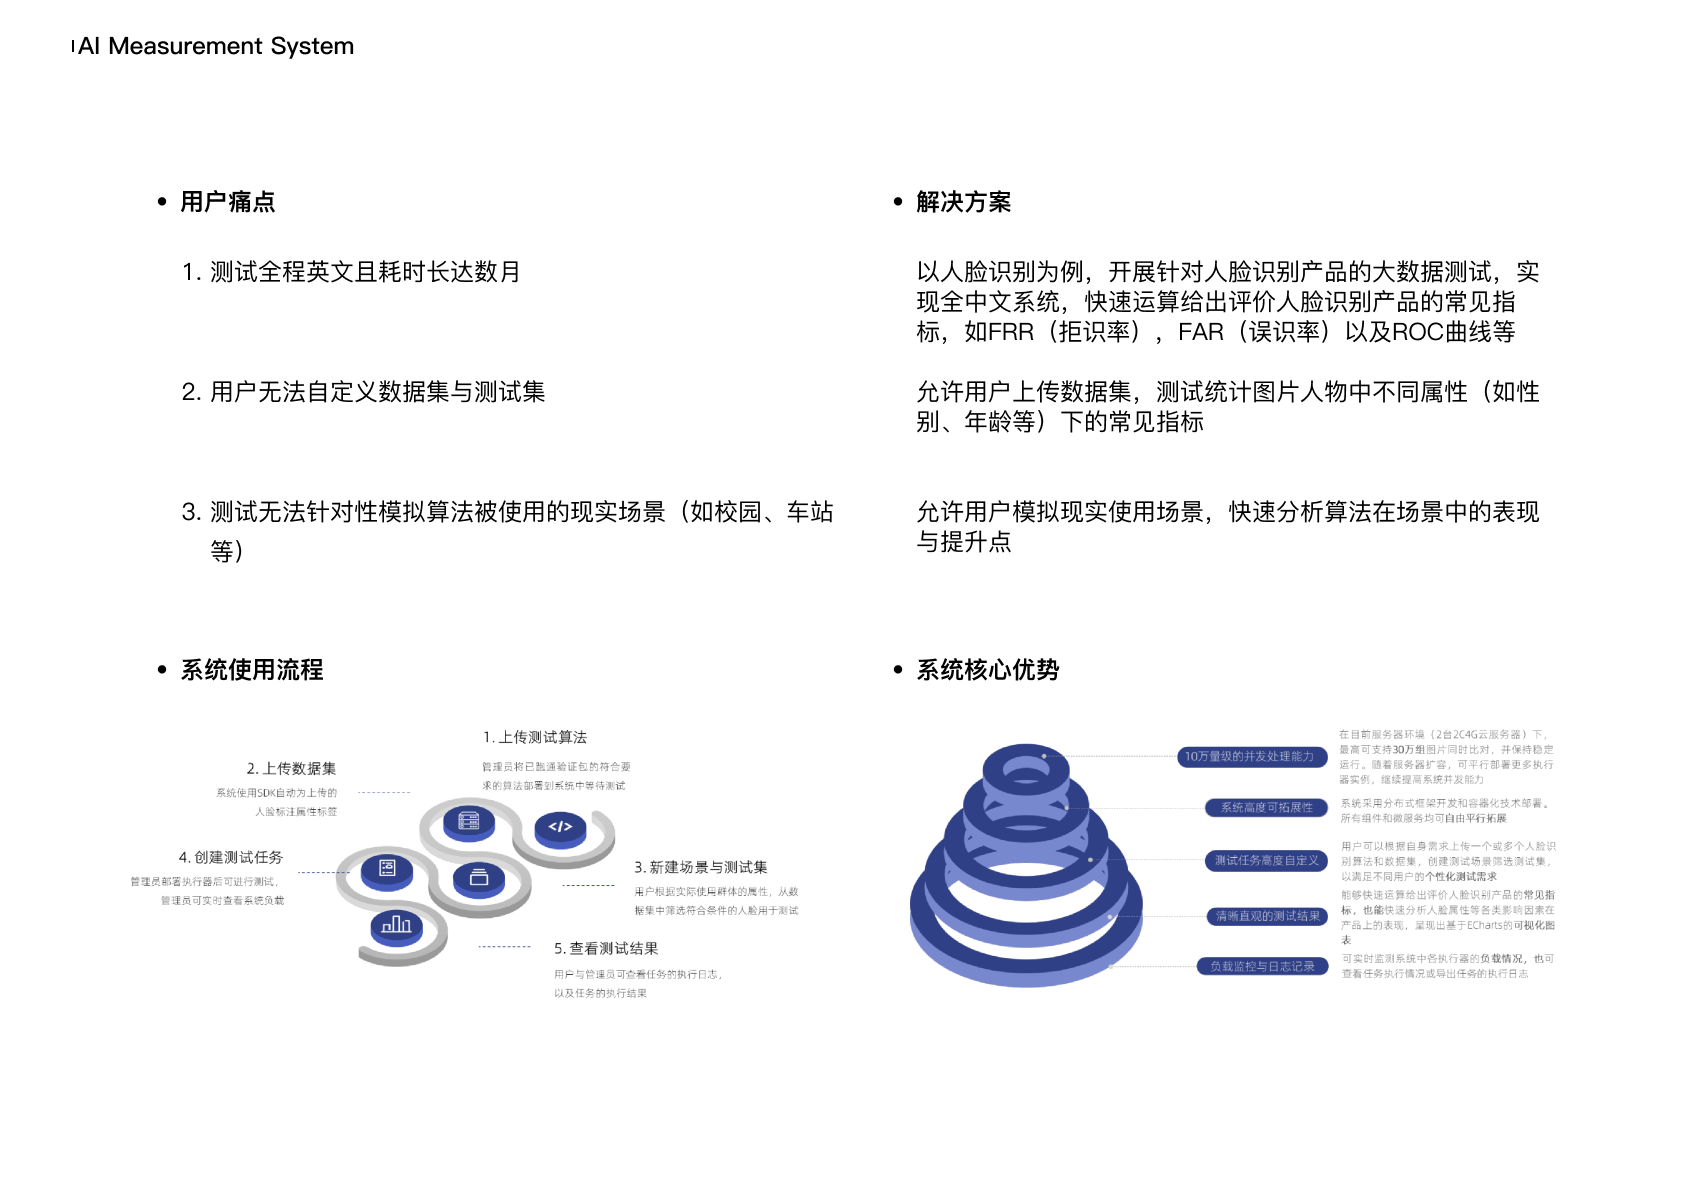 AI Measurement System
用户痛点
1. 测试全程英文且耗时长达数月
2. 用户无法自定义数据集与测试集
3. 测试无法针对性模拟算法被使用的现实场景（如校园、车站
等）
解决方案
以人脸识别为例，开展针对人脸识别产品的大数据测试，实
现全中文系统，快速运算给出评价人脸识别产品的常见指
标，如FRR（拒识率），FAR（误识率）以及ROC曲线等
允许用户上传数据集，测试统计图片人物中不同属性（如性
别、年龄等）下的常见指标
允许用户模拟现实使用场景，快速分析算法在场景中的表现
与提升点
系统使用流程
1. 上传测试算法
管理员将已跑通验证包的符合要
求的算法部署到系统中等待测试
2. 上传数据集
系统使用SDK自动为上传的
人脸标注属性标签
4. 创建测试任务
管理员部署执行器后可进行测试，
管理员可实时查看系统负载
3. 新建场景与测试集
用户根据实际使用群体的属性，从数
据集中筛选符合条件的人脸用于测试
5. 查看测试结果
用户与管理员可查看任务的执行日志，
以及任务的执行结果
系统核心优势
10万量级的并发处理能力
在目前服务器环境（2台2C4G云服务器）下，
最高可支持30万组图片同时比对，并保持稳定
运行。随着服务器扩容，可平行部署更多执行
器实例，继续提高系统并发能力
系统高度可拓展性
系统采用分布式框架开发和容器化技术部署。
所有组件和微服务均可自由平行拓展
测试任务高度自定义
用户可以根据自身需求上传一个或多个人脸识
别算法和数据集，创建测试场景筛选测试集，
以满足不同用户的个性化测试需求
清晰直观的测试结果
能够快速运算给出评价人脸识别产品的常见指
标，也能快速分析人脸属性等各类影响因素在
产品上的表现，呈现出基于ECharts的可视化图
表
负载监控与日志记录
可实时监测系统中各执行器的负载情况，也可
查看任务执行情况或导出任务的执行日志